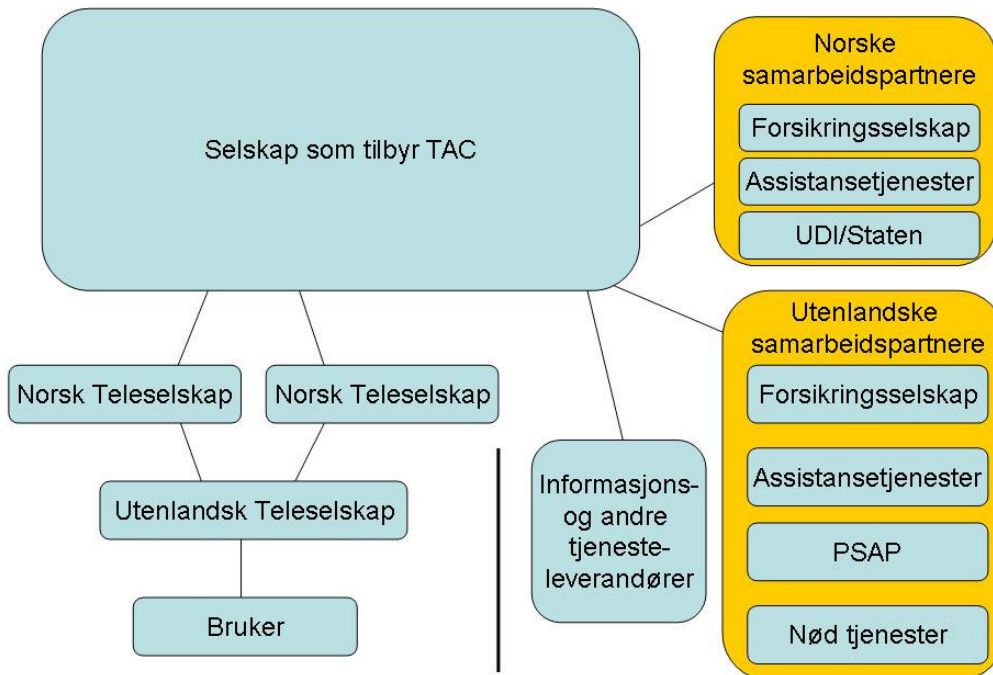 Selskap som tilbyr TAC
Norske
samarbeidspartnere
Forsikringsselskap
Assistansetjenester
UDI/Staten
Utenlandske
samarbeidspartnere
Forsikringsselskap
Assistansetjenester
PSAP
Nød tjenester
Norsk Teleselskap
Norsk Teleselskap
Utenlandsk Teleselskap
Bruker
Informasjons-
og andre
tjeneste-
leverandører